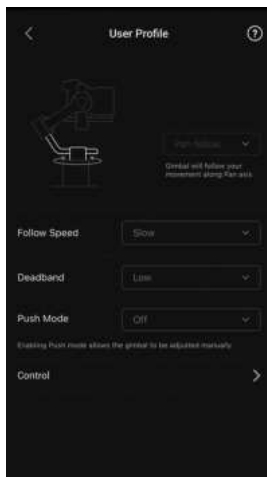 User Profile
Pan follow
Gimbal will follow your
movement along Pan axis
Follow Speed
Slow
Deadband
Low
Push Mode
Off
Enabling Push mode allows the gimbal to be adjusted manually.
Control